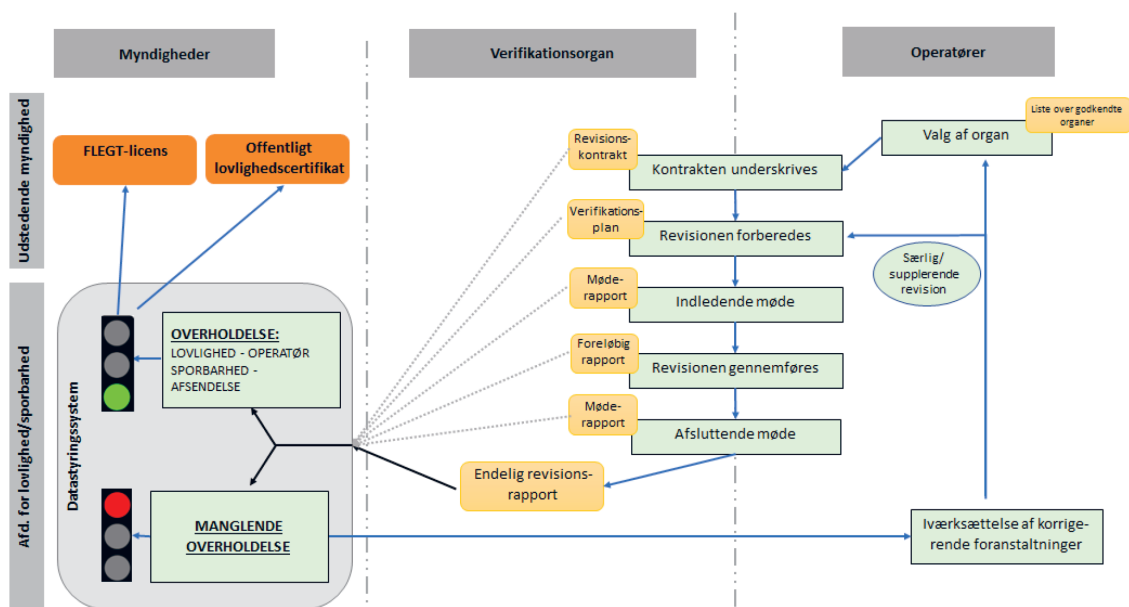 Myndigheder
Verifikationsorgan
Operatører
Udstedende myndighed
FLEGT-licens
Offentligt
lovlighedscertifikat
Revisions-
kontrakt
Kontrakten underskrives
Valg af organ
Liste over godkendte
organer
Verifikations-
plan
Revisionen forberedes
Særlig/
supplerende
revision
Møde-
rapport
Indledende møde
Foreløbig
rapport
Revisionen gennemføres
Møde-
rapport
Afsluttende møde
Endelig revisions-
rapport
Afd. for lovlighed/sporbarhed
Datastyringssystem
OVERHOLDELSE:
LOVLIGHED - OPERATØR
SPORBARHED -
AFSENDELSE
MANGLENDE
OVERHOLDELSE
Iværksættelse af korrige-
rende foranstaltninger